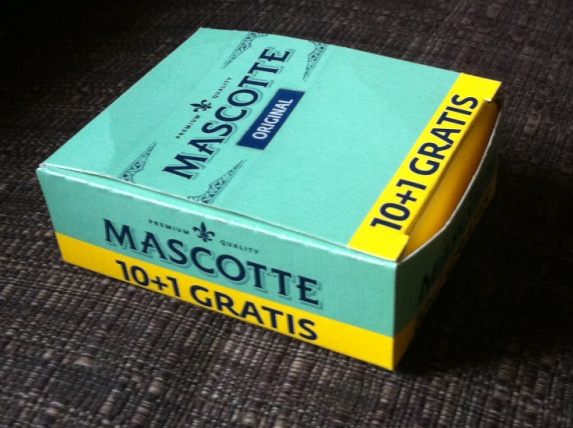 PREMIUM QUALITY
MASCOTTE
ORIGINAL
10+1 GRATIS
PREMIUM QUALITY
MASCOTTE
10+1 GRATIS